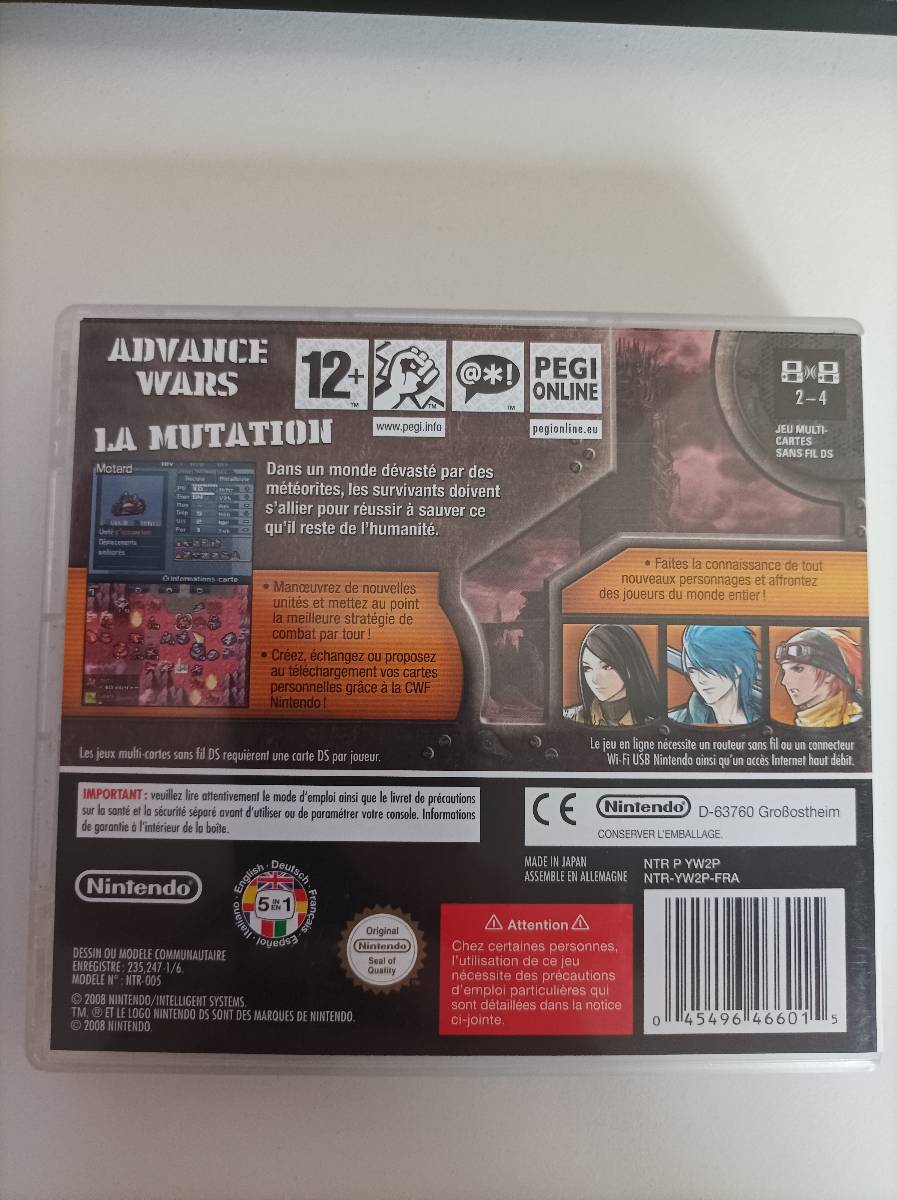 ADVANCE
WARS
LA MUTATION
12+
TM
TM
@*!
TM
PEGI
ONLINE
www.pegi.info
pegionline.eu
2-4
JEU MULTI-
CARTES
SANS FIL DS
Motard
Unité d'occupation
Déplacements
améliorés
Informations carte
Dans un monde dévasté par des
météorites, les survivants doivent
s'allier pour réussir à sauver ce
qu'il reste de l'humanité.
• Manœuvrez de nouvelles
unités et mettez au point
la meilleure stratégie de
combat par tour !
• Créez, échangez ou proposez
au téléchargement vos cartes
personnelles grâce à la CWF
Nintendo !
• Faites la connaissance de tout
nouveaux personnages et affrontez
des joueurs du monde entier !
Les jeux multi-cartes sans fil DS requièrent une carte DS par joueur.
Le jeu en ligne nécessite un routeur sans fil ou un connecteur
Wi-Fi USB Nintendo ainsi qu'un accès Internet haut débit.
IMPORTANT : veuillez lire attentivement le mode d'emploi ainsi que le livret de précautions
sur la santé et la sécurité séparé avant d'utiliser ou de paramétrer votre console. Informations
de garantie à l'intérieur de la boîte.
CE
Nintendo®
D-63760 Großostheim
CONSERVER L'EMBALLAGE.
MADE IN JAPAN
ASSEMBLE EN ALLEMAGNE
NTR P YW2P
NTR-YW2P-FRA
Nintendo®
English · Deutsch · Français · Español · Italiano ·
5 IN EN 1
Original
Nintendo
Seal of
Quality
DESSIN OU MODELE COMMUNAUTAIRE
ENREGISTRE : 235,247-1/6.
MODELE N° : NTR-005
© 2008 NINTENDO/INTELLIGENT SYSTEMS.
TM, ® ET LE LOGO NINTENDO DS SONT DES MARQUES DE NINTENDO.
© 2008 NINTENDO.
⚠ Attention ⚠
Chez certaines personnes,
l'utilisation de ce jeu
nécessite des précautions
d'emploi particulières qui
sont détaillées dans la notice
ci-jointe.
0 45496 46601 5